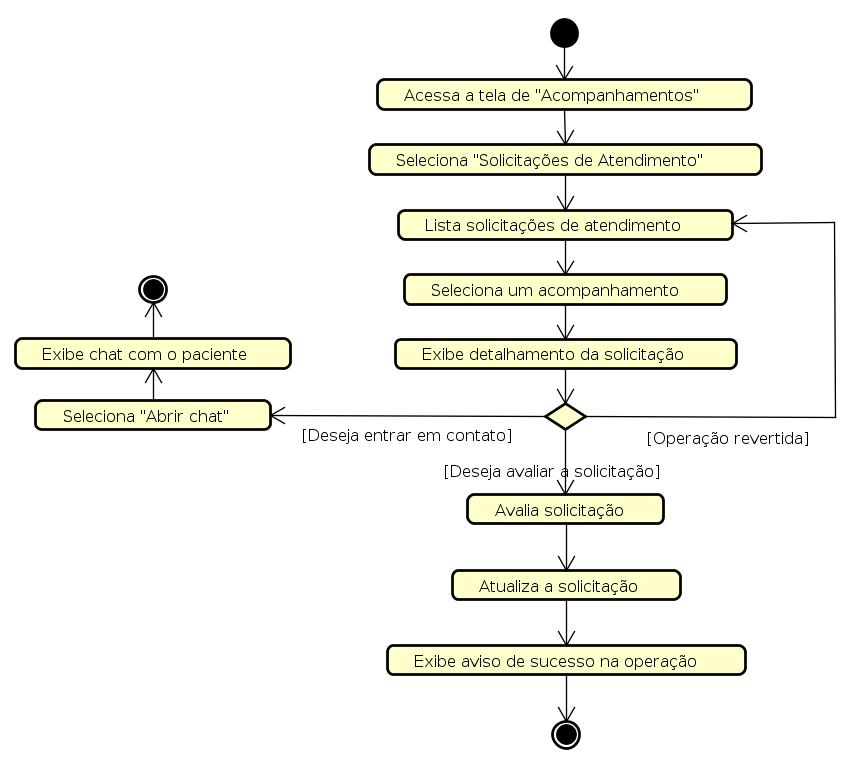 Acessa a tela de "Acompanhamentos"
Seleciona "Solicitações de Atendimento"
Lista solicitações de atendimento
Seleciona um acompanhamento
Exibe detalhamento da solicitação
Exibe chat com o paciente
Seleciona "Abrir chat"
[Deseja entrar em contato]
[Operação revertida]
[Deseja avaliar a solicitação]
Avalia solicitação
Atualiza a solicitação
Exibe aviso de sucesso na operação